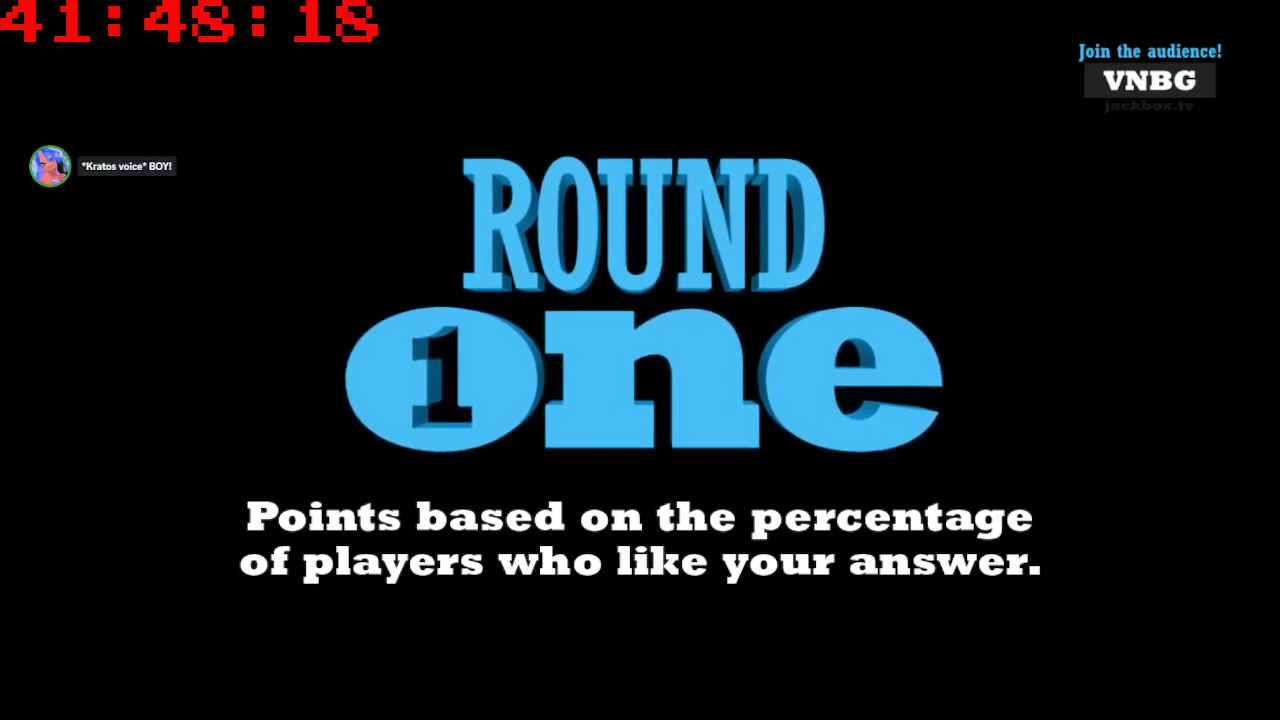 41:48:18
Join the audience!
VNBG
jackbox.tv
*Kratos voice* BOY!
ROUND
One
1
Points based on the percentage
of players who like your answer.